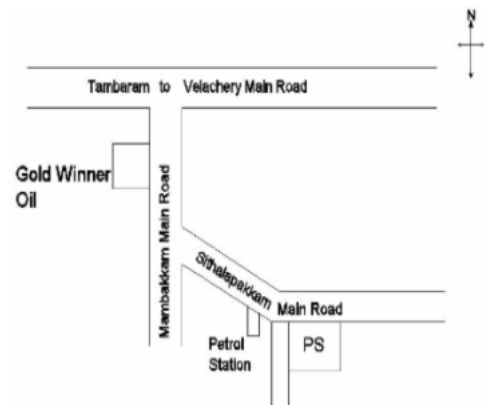 N
Tambaram to Velachery Main Road
Gold Winner
Oil
Mambakkam Main Road
Sithalapakkam
Main Road
Petrol
Station
PS